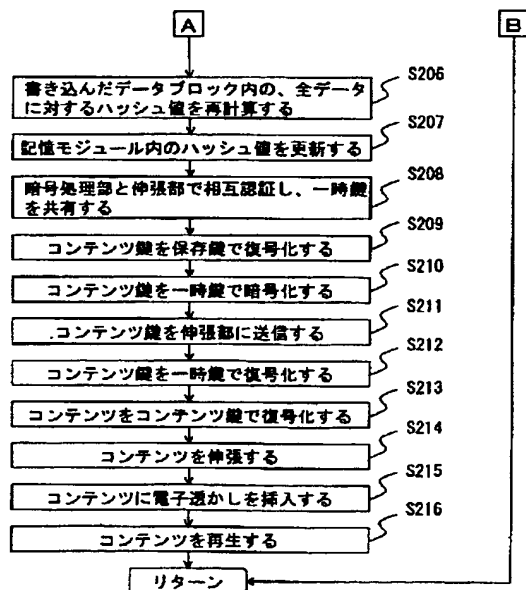 A
B
書き込んだデータブロック内の、全データ
に対するハッシュ値を再計算する
S206
記憶モジュール内のハッシュ値を更新する
S207
暗号処理部と伸張部で相互認証し、一時鍵
を共有する
S208
コンテンツ鍵を保存鍵で復号化する
S209
コンテンツ鍵を一時鍵で暗号化する
S210
コンテンツ鍵を伸張部に送信する
S211
コンテンツ鍵を一時鍵で復号化する
S212
コンテンツをコンテンツ鍵で復号化する
S213
コンテンツを伸張する
S214
コンテンツに電子透かしを挿入する
S215
コンテンツを再生する
S216
リターン